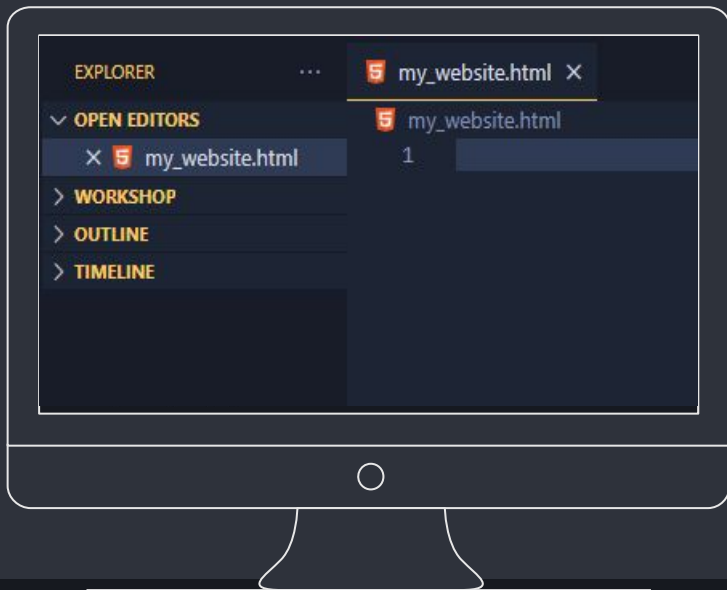 EXPLORER ...
OPEN EDITORS
my_website.html
WORKSHOP
OUTLINE
TIMELINE
my_website.html
my_website.html
1